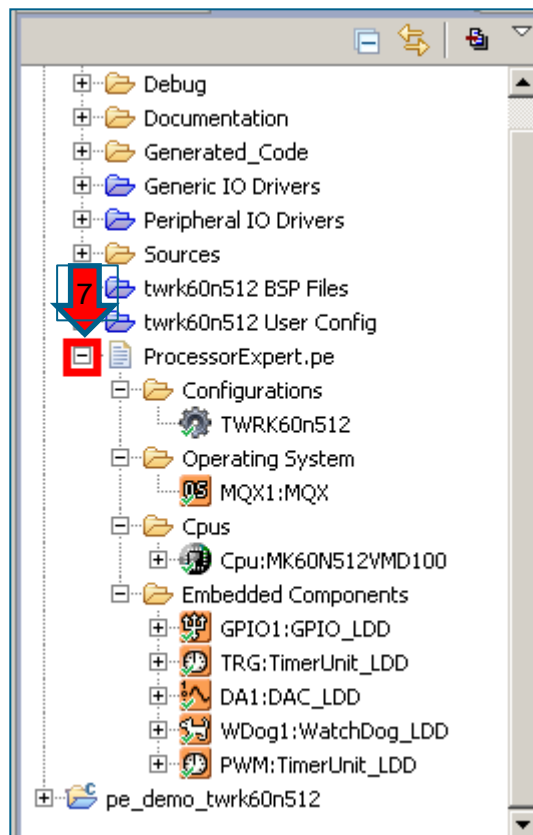 Debug
Documentation
Generated_Code
Generic IO Drivers
Peripheral IO Drivers
Sources
7
twrk60n512 BSP Files
twrk60n512 User Config
ProcessorExpert.pe
Configurations
TWRK60n512
Operating System
OS MQX1:MQX
Cpus
Cpu:MK60N512VMD100
Embedded Components
GPIO1:GPIO_LDD
TRG:TimerUnit_LDD
DA1:DAC_LDD
WDog1:WatchDog_LDD
PWM:TimerUnit_LDD
C pe_demo_twrk60n512